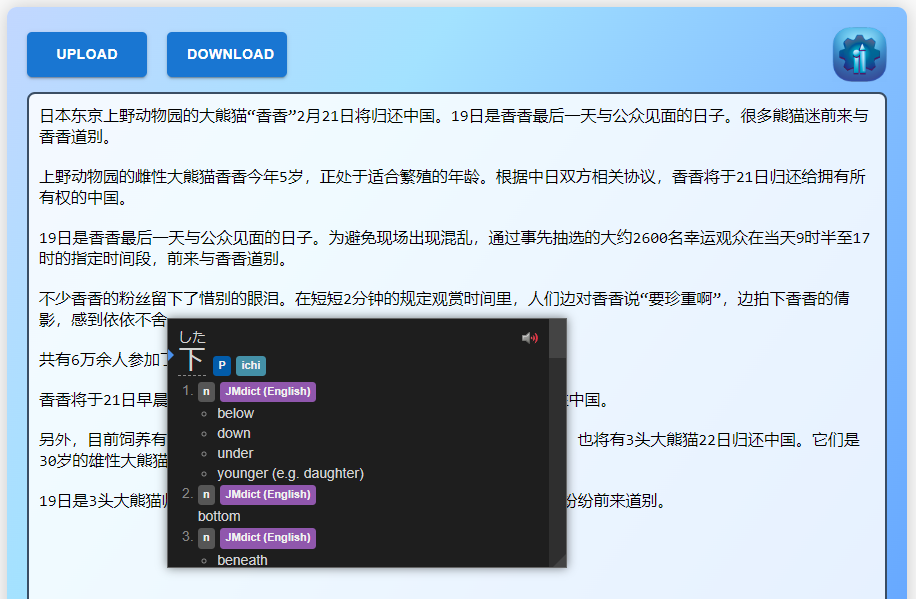 UPLOAD
DOWNLOAD
日本东京上野动物园的大熊猫“香香”2月21日将归还中国。19日是香香最后一天与公众见面的日子。很多熊猫迷前来与
香香道别。
上野动物园的雌性大熊猫香香今年5岁，正处于适合繁殖的年龄。根据中日双方相关协议，香香将于21日归还给拥有所
有权的中国。
19日是香香最后一天与公众见面的日子。为避免现场出现混乱，通过事先抽选的大约2600名幸运观众在当天9时半至17
时的指定时间段，前来与香香道别。
不少香香的粉丝留下了惜别的眼泪。在短短2分钟的规定观赏时间里，人们边对香香说“要珍重啊”，边拍下香香的倩
影，感到依依不舍
共有6万余人参加了
香香将于21日早晨
中国。
另外，目前饲养有
，也将有3头大熊猫22日归还中国。它们是
30岁的雄性大熊猫
19日是3头大熊猫归
纷纷前来道别。
した
下 P ichi
1. n JMdict (English)
below
down
under
younger (e.g. daughter)
2. n JMdict (English)
bottom
3. n JMdict (English)
beneath